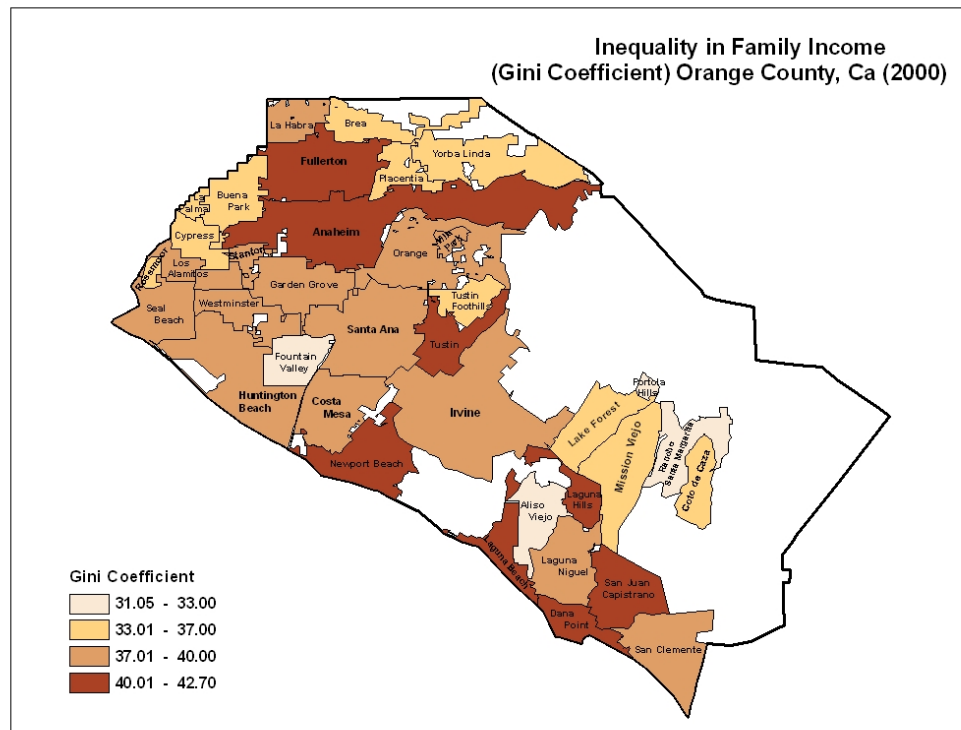 Inequality in Family Income
(Gini Coefficient) Orange County, Ca (2000)
La Habra
Brea
Fullerton
Yorba Linda
Placentia
Buena
Park
La
Palma
Cypress
Anaheim
Orange
Villa
Park
Stanton
Rossmoor
Los
Alamitos
Garden Grove
Tustin
Foothills
Seal
Beach
Westminster
Santa Ana
Tustin
Fountain
Valley
Huntington
Beach
Costa
Mesa
Irvine
Portola
Hills
Lake Forest
Mission Viejo
Rancho
Santa Margarita
Coto de Caza
Newport Beach
Aliso
Viejo
Laguna
Hills
Laguna Beach
Laguna
Niguel
San Juan
Capistrano
Dana
Point
San Clemente
Gini Coefficient
31.05 - 33.00
33.01 - 37.00
37.01 - 40.00
40.01 - 42.70